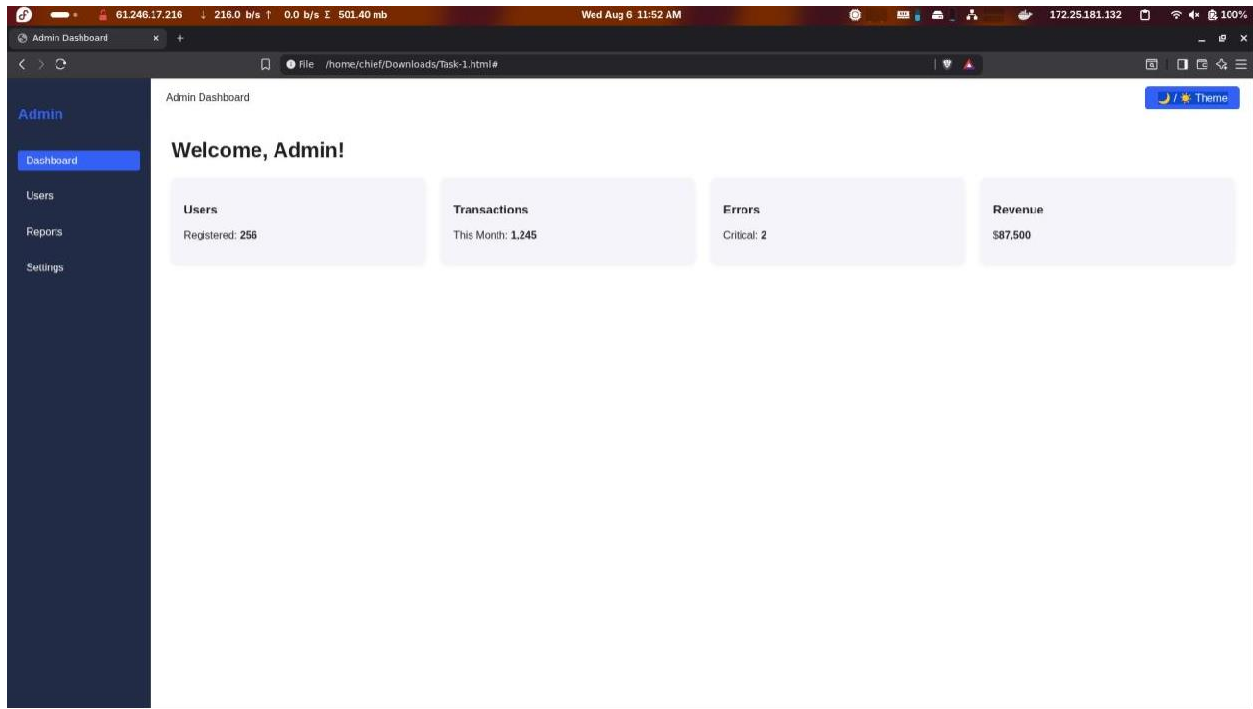 61.246.17.216 ↓ 216.0 b/s ↑ 0.0 b/s Σ 501.40 mb Wed Aug 6 11:52 AM 172.25.181.132 100%
Admin Dashboard × +
File /home/chief/Downloads/Task-1.html#
Admin
Dashboard
Users
Reports
Settings
Admin Dashboard
🌙 / ☀️ Theme
Welcome, Admin!
Users
Registered: 256
Transactions
This Month: 1,245
Errors
Critical: 2
Revenue
$87,500